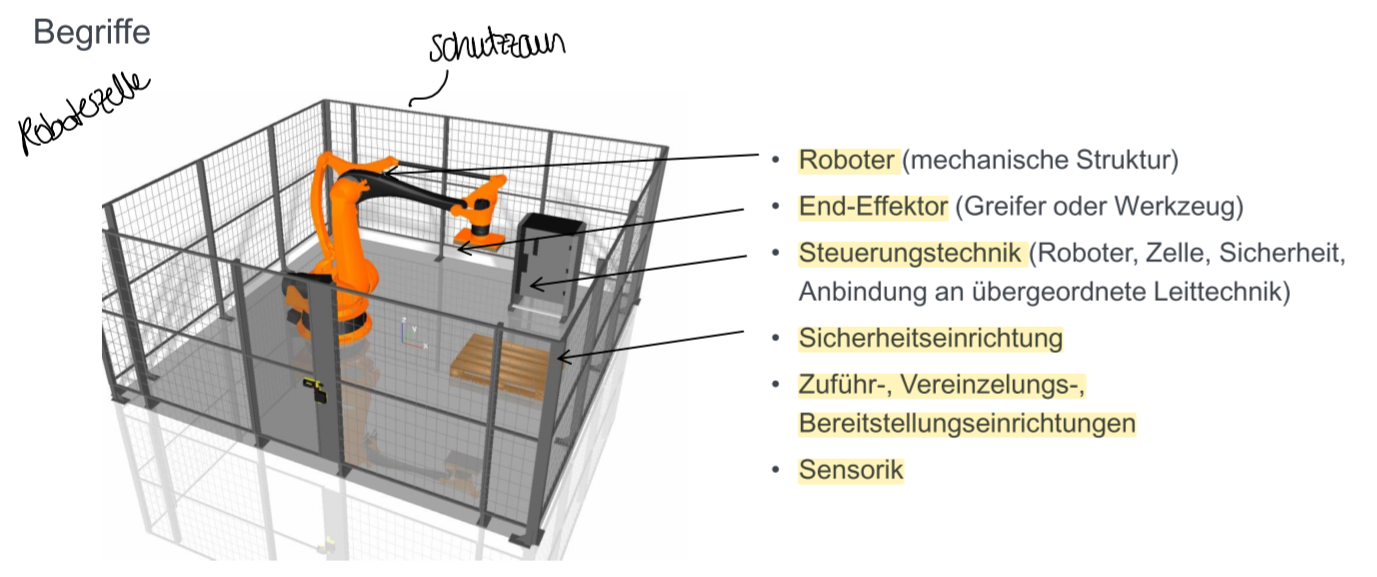 Begriffe
Schutzzaun
Roboterzelle
• Roboter (mechanische Struktur)
• End-Effektor (Greifer oder Werkzeug)
• Steuerungstechnik (Roboter, Zelle, Sicherheit,
Anbindung an übergeordnete Leittechnik)
• Sicherheitseinrichtung
• Zuführ-, Vereinzelungs-,
Bereitstellungseinrichtungen
• Sensorik